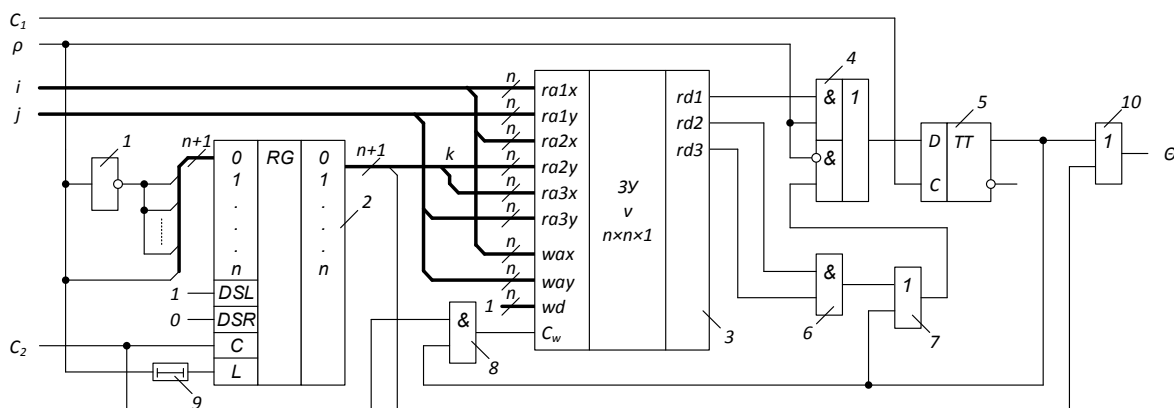 C₁
ρ
i
j
C₂
1
n+1
0
1
.
.
.
n
DSL
DSR
C
L
RG
0
1
.
.
.
n
1
0
9
2
n+1
k
n
n
n
n
n
n
n
n
n
1
ra1x
ra1y
ra2x
ra2y
ra3x
ra3y
wax
way
wd
Cw
ЗУ
v
n×n×1
rd1
rd2
rd3
3
&
8
4
&
&
1
5
D
C
TT
&
6
1
7
10
1